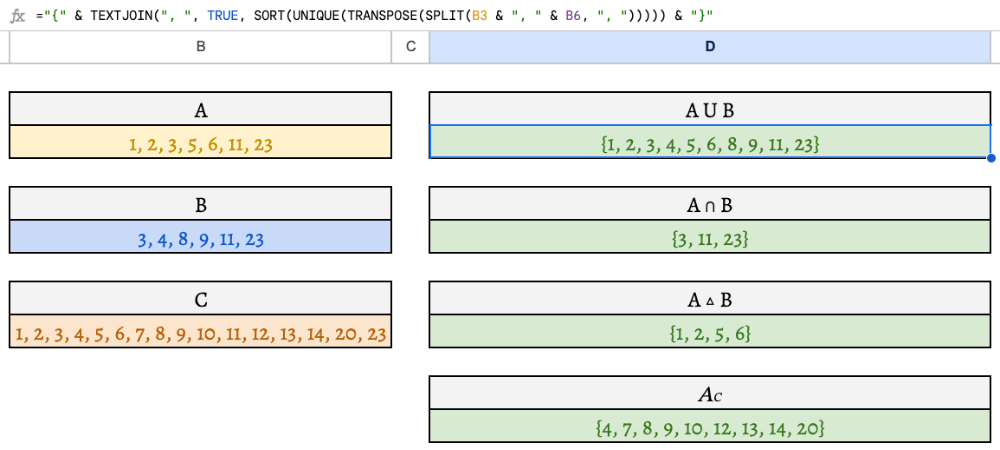 fx ="{" & TEXTJOIN(", ", TRUE, SORT(UNIQUE(TRANSPOSE(SPLIT(B3 & ", " & B6, ", "))))) & "}"
B C D
A
1, 2, 3, 5, 6, 11, 23
A U B
{1, 2, 3, 4, 5, 6, 8, 9, 11, 23}
B
3, 4, 8, 9, 11, 23
A ∩ B
{3, 11, 23}
C
1, 2, 3, 4, 5, 6, 7, 8, 9, 10, 11, 12, 13, 14, 20, 23
A △ B
{1, 2, 5, 6}
Ac
{4, 7, 8, 9, 10, 12, 13, 14, 20}